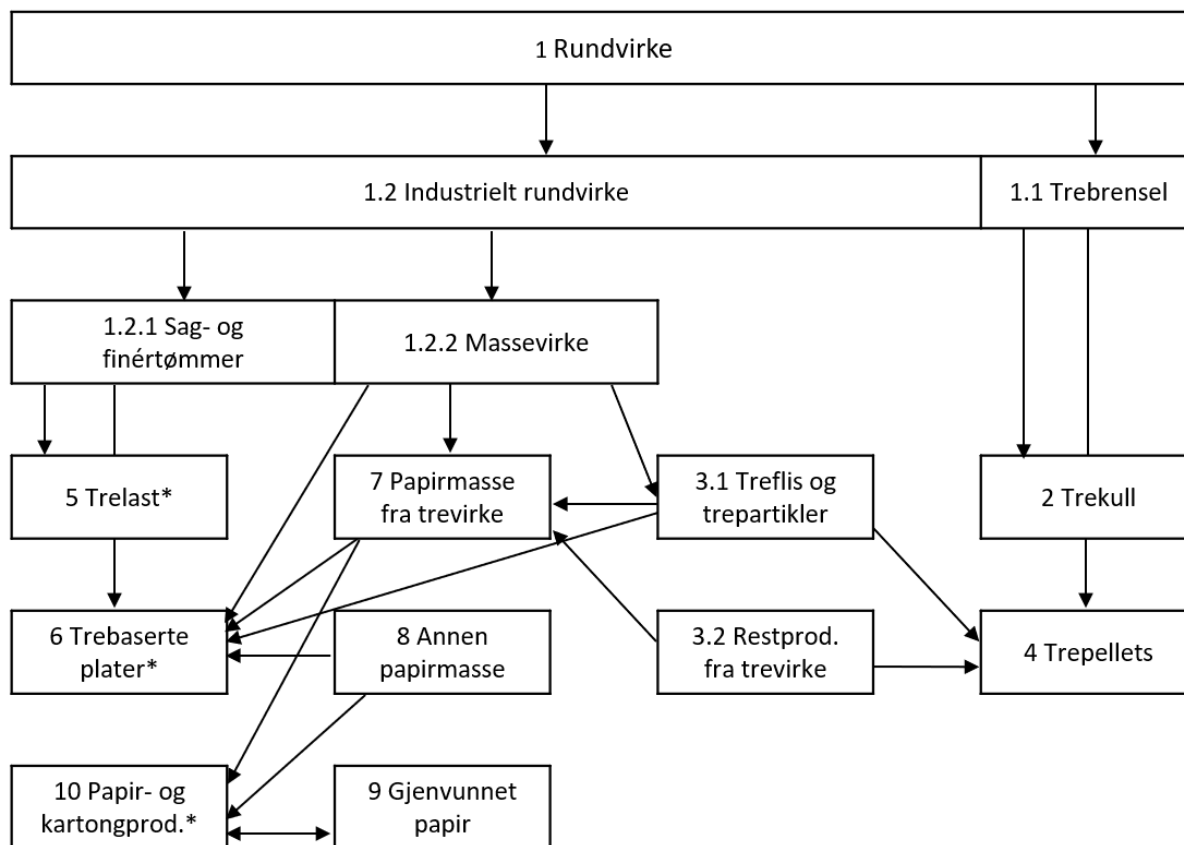 1 Rundvirke
1.2 Industrielt rundvirke
1.1 Trebrensel
1.2.1 Sag- og
finértømmer
1.2.2 Massevirke
5 Trelast*
7 Papirmasse
fra trevirke
3.1 Treflis og
trepartikler
2 Trekull
6 Trebaserte
plater*
8 Annen
papirmasse
3.2 Restprod.
fra trevirke
4 Trepellets
10 Papir- og
kartongprod.*
9 Gjenvunnet
papir